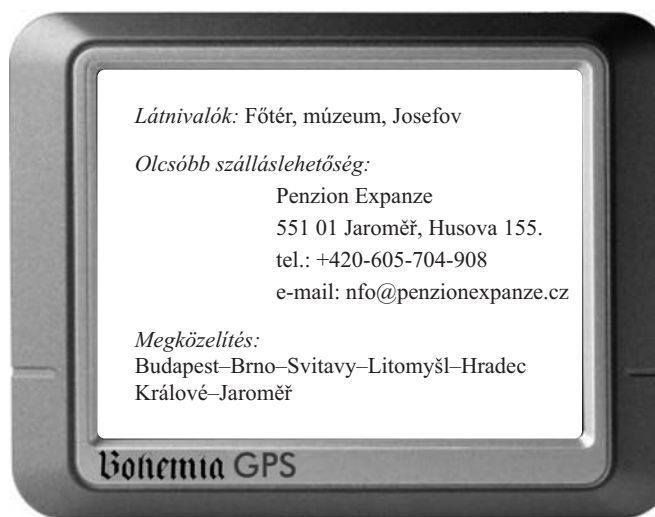 Látnivalók: Főtér, múzeum, Josefov
Olcsóbb szálláslehetőség:
Penzion Expanze
551 01 Jaroměř, Husova 155.
tel.: +420-605-704-908
e-mail: nfo@penzionexpanze.cz
Megközelítés:
Budapest–Brno–Svitavy–Litomyšl–Hradec
Králové–Jaroměř
Bohemia GPS